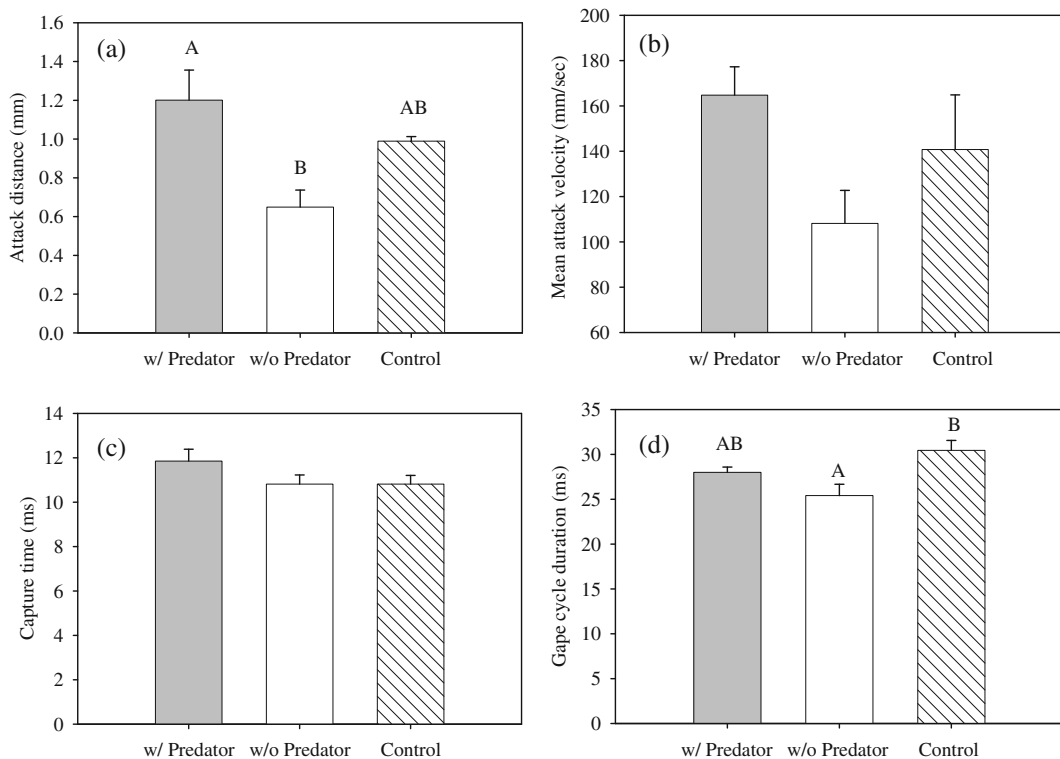 (a)
Attack distance (mm)
1.6
1.4
1.2
1.0
0.8
0.6
0.4
0.2
0.0
A
B
AB
w/ Predator w/o Predator Control
(b)
Mean attack velocity (mm/sec)
200
180
160
140
120
100
80
60
w/ Predator w/o Predator Control
(c)
Capture time (ms)
14
12
10
8
6
4
2
0
w/ Predator w/o Predator Control
(d)
Gape cycle duration (ms)
35
30
25
20
15
10
5
0
AB
A
B
w/ Predator w/o Predator Control